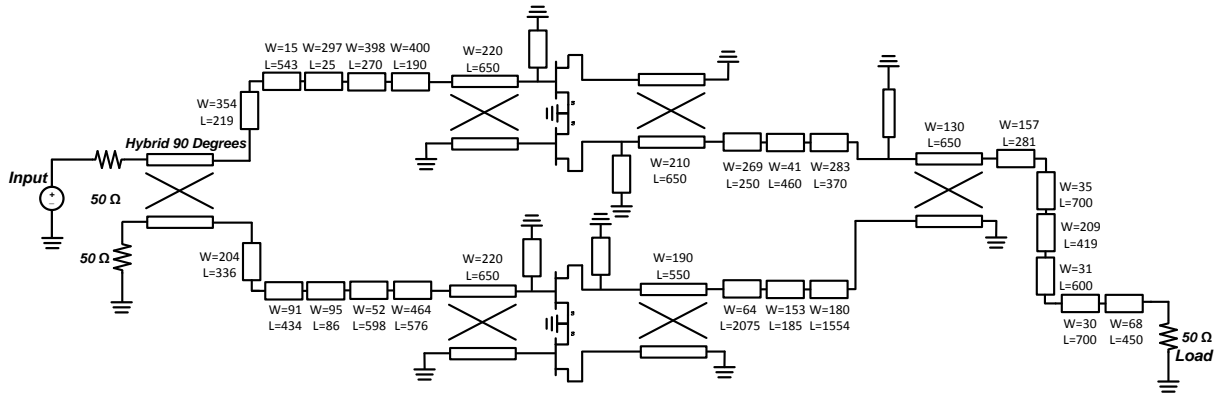 W=15 W=297 W=398 W=400
L=543 L=25 L=270 L=190
W=220
L=650
W=354
L=219
Hybrid 90 Degrees
Input
50 Ω
50 Ω
W=210
L=650
W=269 W=41 W=283
L=250 L=460 L=370
W=130
L=650
W=157
L=281
W=35
L=700
W=209
L=419
W=31
L=600
W=30 W=68
L=700 L=450
50 Ω
Load
W=204
L=336
W=91 W=95 W=52 W=464
L=434 L=86 L=598 L=576
W=220
L=650
W=190
L=550
W=64 W=153 W=180
L=2075 L=185 L=1554